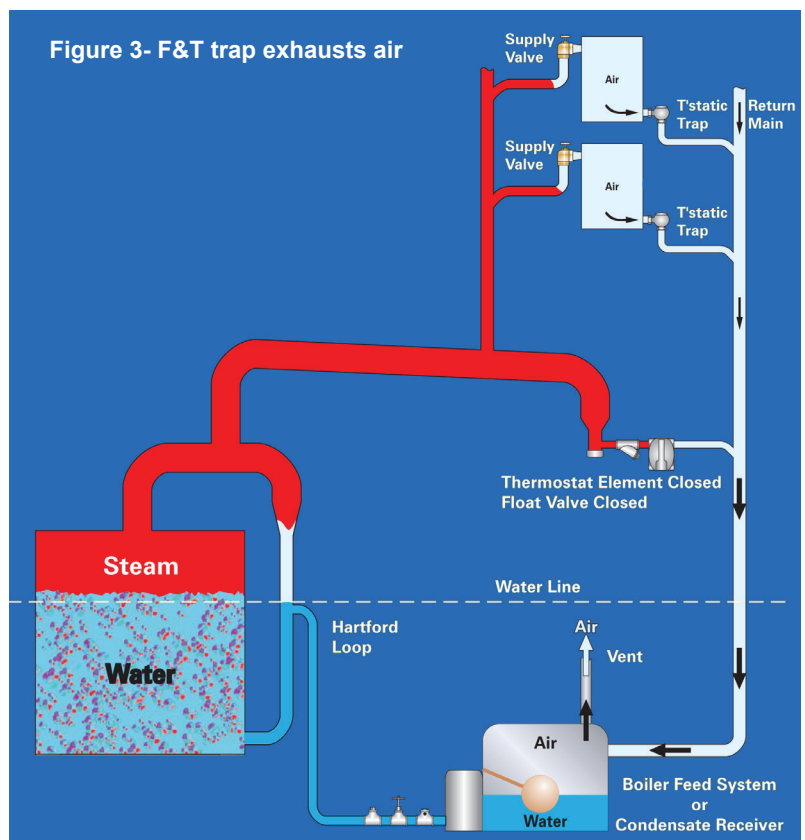 Figure 3- F&T trap exhausts air
Supply
Valve
Air
T'static
Trap
Return
Main
Supply
Valve
Air
T'static
Trap
Thermostat Element Closed
Float Valve Closed
Steam
Water Line
Water
Hartford
Loop
Air
Vent
Air
Water
Boiler Feed System
or
Condensate Receiver